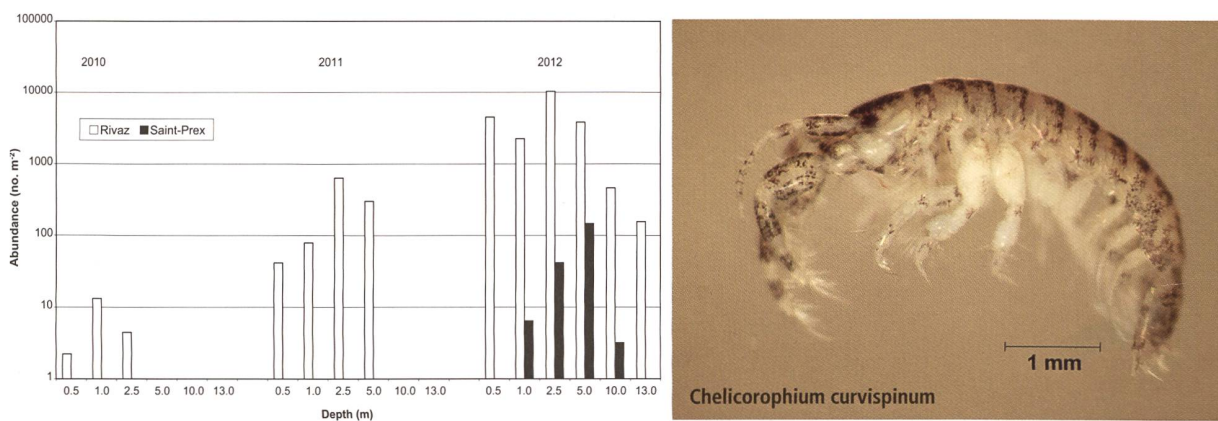 100000
10000
1000
100
10
1
Abundance (no. m⁻²)
2010 2011 2012
Rivaz Saint-Prex
0.5 1.0 2.5 5.0 10.0 13.0 0.5 1.0 2.5 5.0 10.0 13.0 0.5 1.0 2.5 5.0 10.0 13.0
Depth (m)
1 mm
Chelicorophium curvispinum